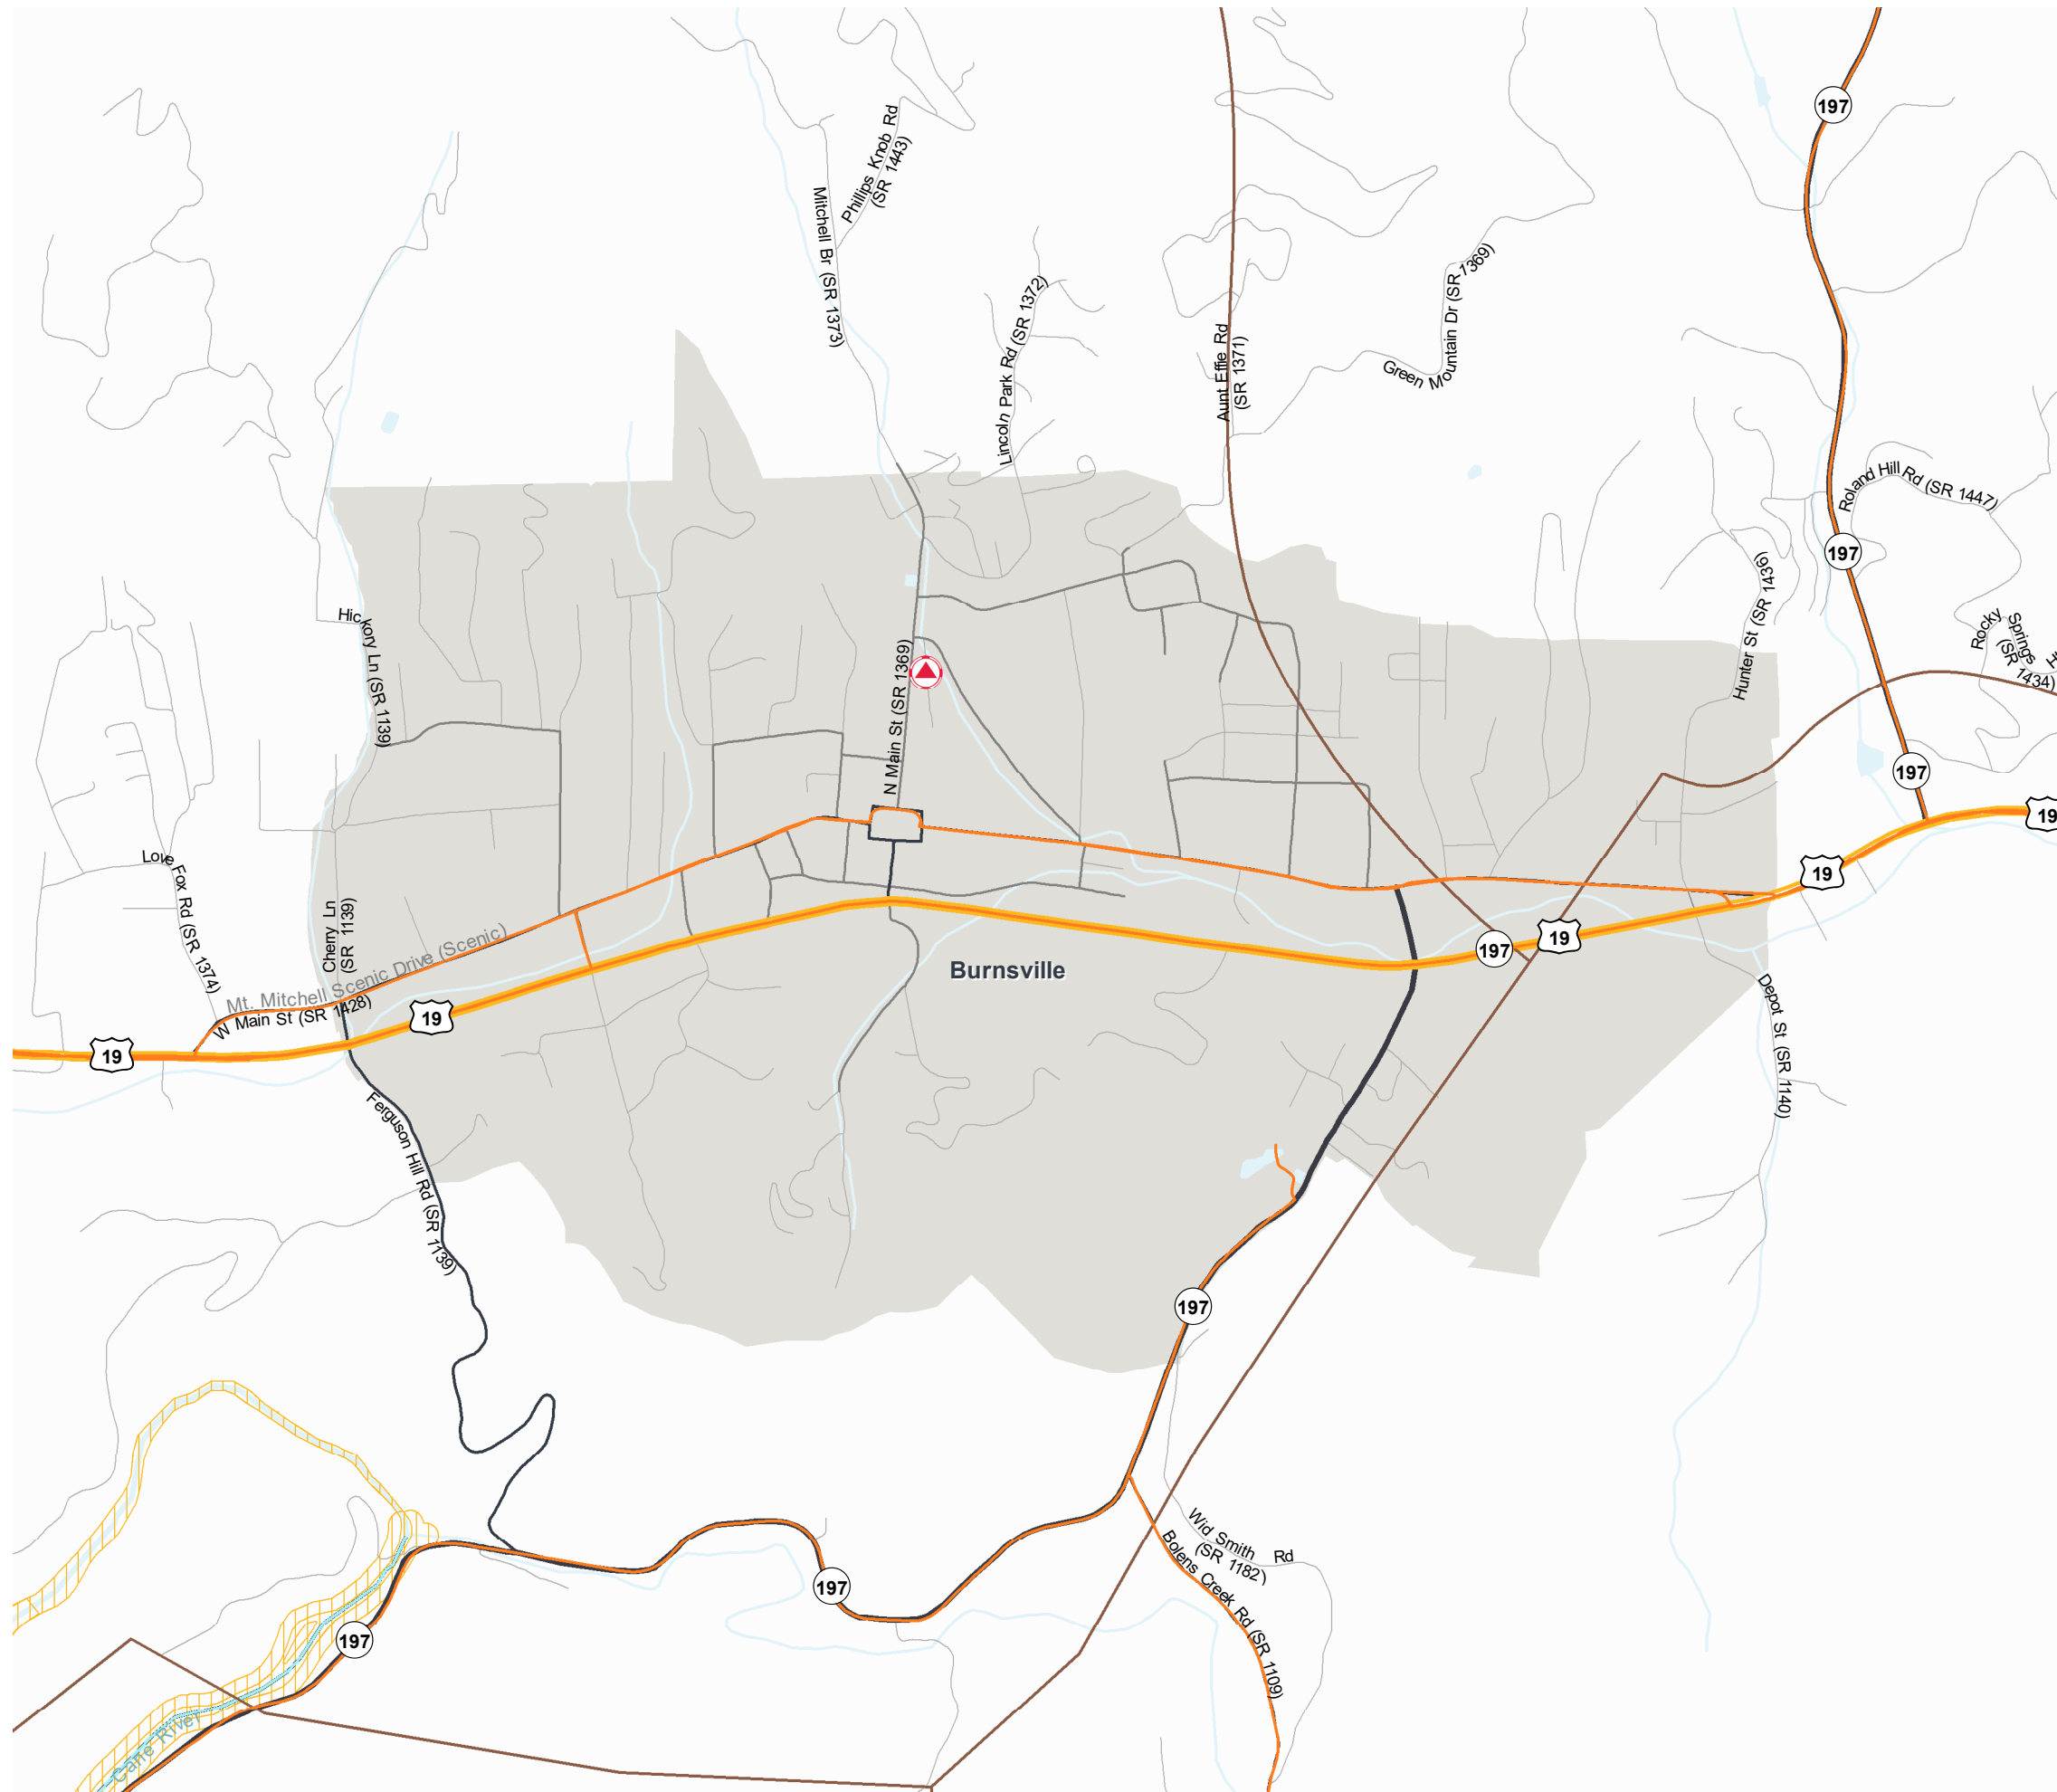 197
Phillips Knob Rd
(SR 1443)
Mitchell Br (SR 1373)
Lincoln Park Rd (SR 1372)
Green Mountain Dr (SR 1369)
Aunt Effie Rd
(SR 1371)
Roland Hill Rd (SR 1447)
197
Hunter St (SR 1436)
Rocky
Springs
(SR
1434)
Hickory Ln (SR 1139)
N Main St (SR 1369)
197
19
Love Fox Rd (SR 1374)
19
Cherry Ln
(SR 1139)
Mt. Mitchell Scenic Drive (Scenic)
W Main St (SR 1428)
19
19
197
19
Burnsville
Depot St (SR 1140)
Ferguson Hill Rd (SR 1139)
197
Wid Smith Rd
(SR 1182)
Bolens Creek Rd (SR 1109)
197
197
Cane River